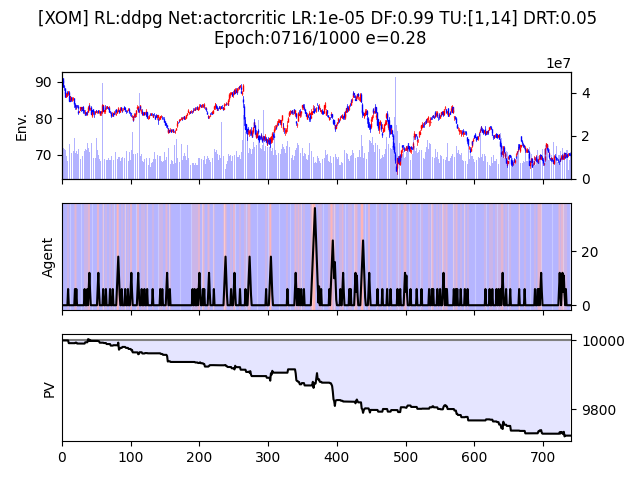 [XOM] RL:ddpg Net:actorcritic LR:1e-05 DF:0.99 TU:[1,14] DRT:0.05
Epoch:0716/1000 e=0.28
1e7
90
80
70
Env.
4
2
0
Agent
20
0
PV
10000
9800
0 100 200 300 400 500 600 700